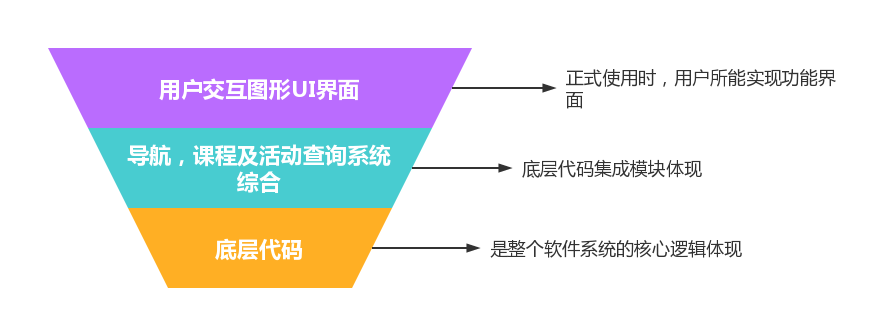 用户交互图形UI界面
正式使用时，用户所能实现功能界
面
导航，课程及活动查询系统
综合
底层代码集成模块体现
底层代码
是整个软件系统的核心逻辑体现